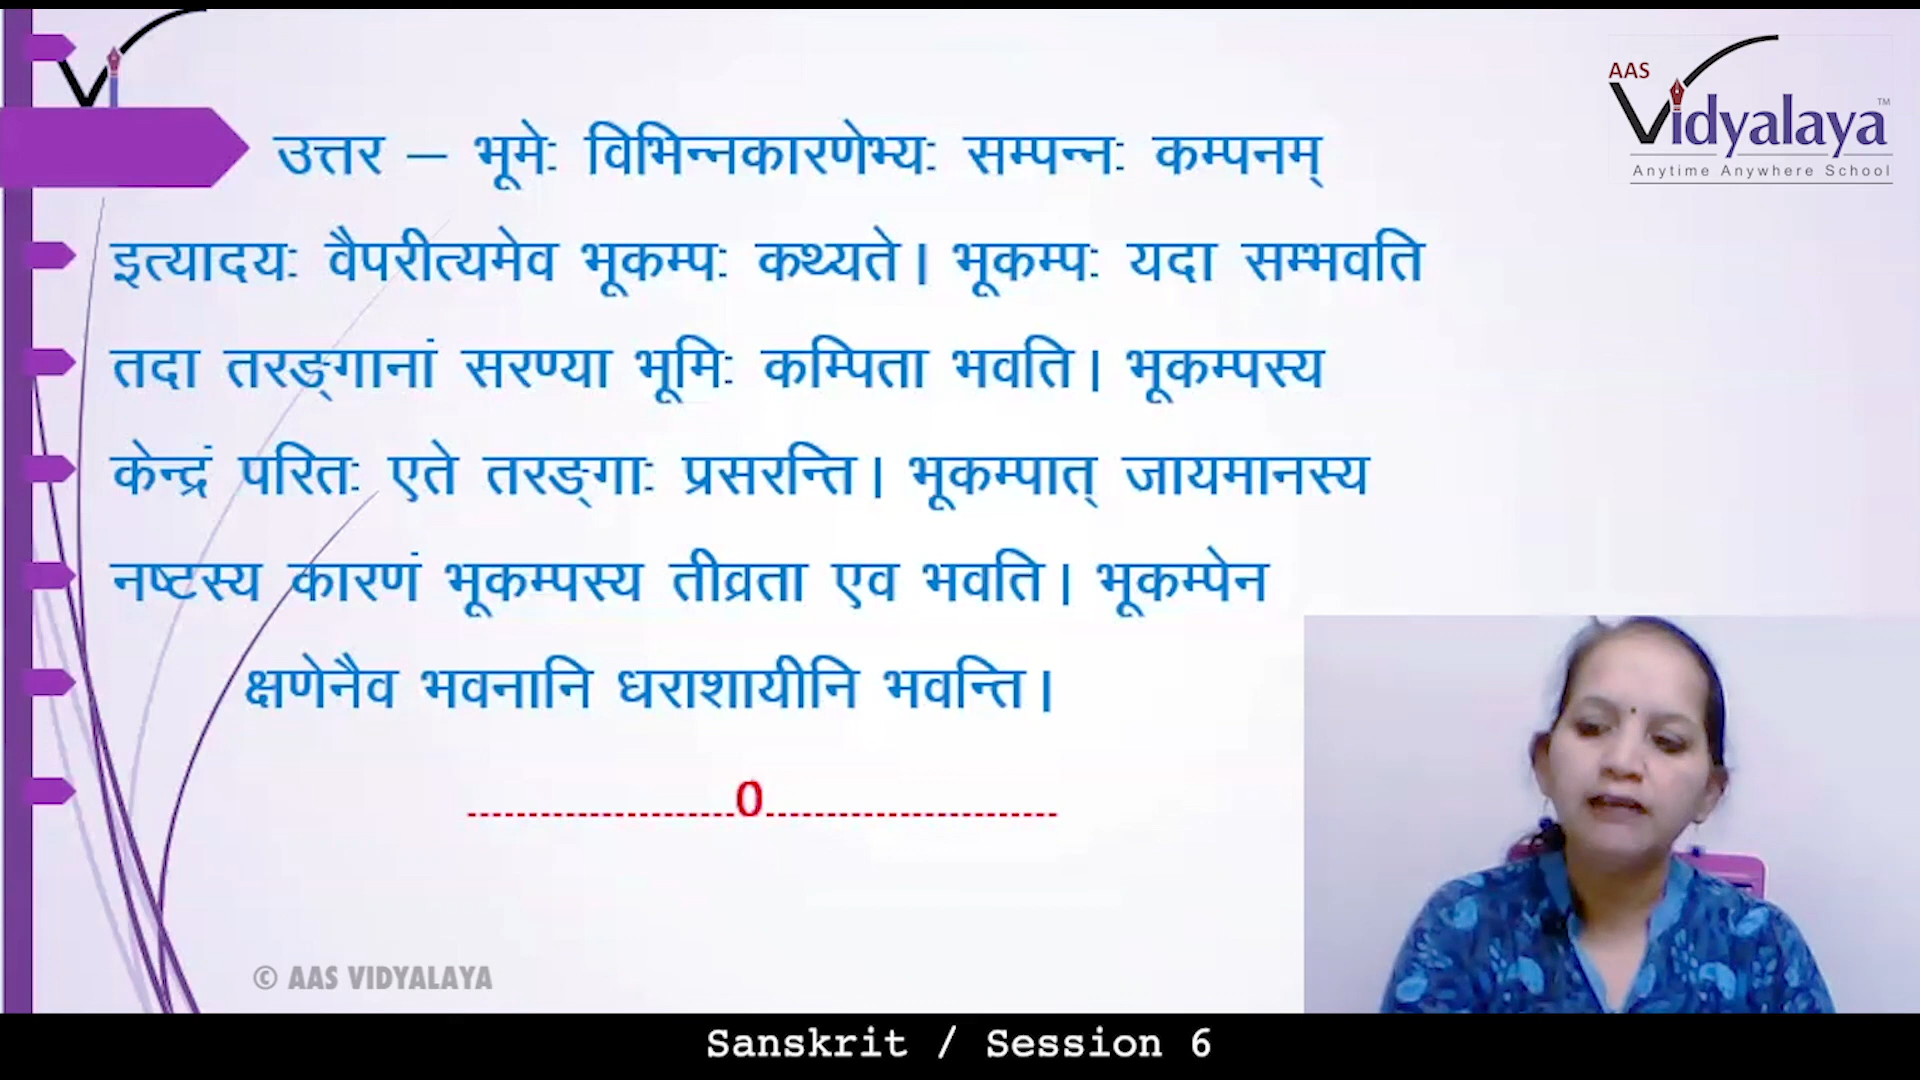 AAS
Vidyalaya™
Anytime Anywhere School
उत्तर – भूमेः विभिन्नकारणेभ्यः सम्पन्नः कम्पनम्
इत्यादयः वैपरीत्यमेव भूकम्पः कथ्यते। भूकम्पः यदा सम्भवति
तदा तरङ्गानां सरण्या भूमिः कम्पिता भवति। भूकम्पस्य
केन्द्रं परितः एते तरङ्गाः प्रसरन्ति। भूकम्पात् जायमानस्य
नष्टस्य कारणं भूकम्पस्य तीव्रता एव भवति। भूकम्पेन
क्षणेनैव भवनानि धराशायीनि भवन्ति।
......................0........................
© AAS VIDYALAYA
Sanskrit / Session 6